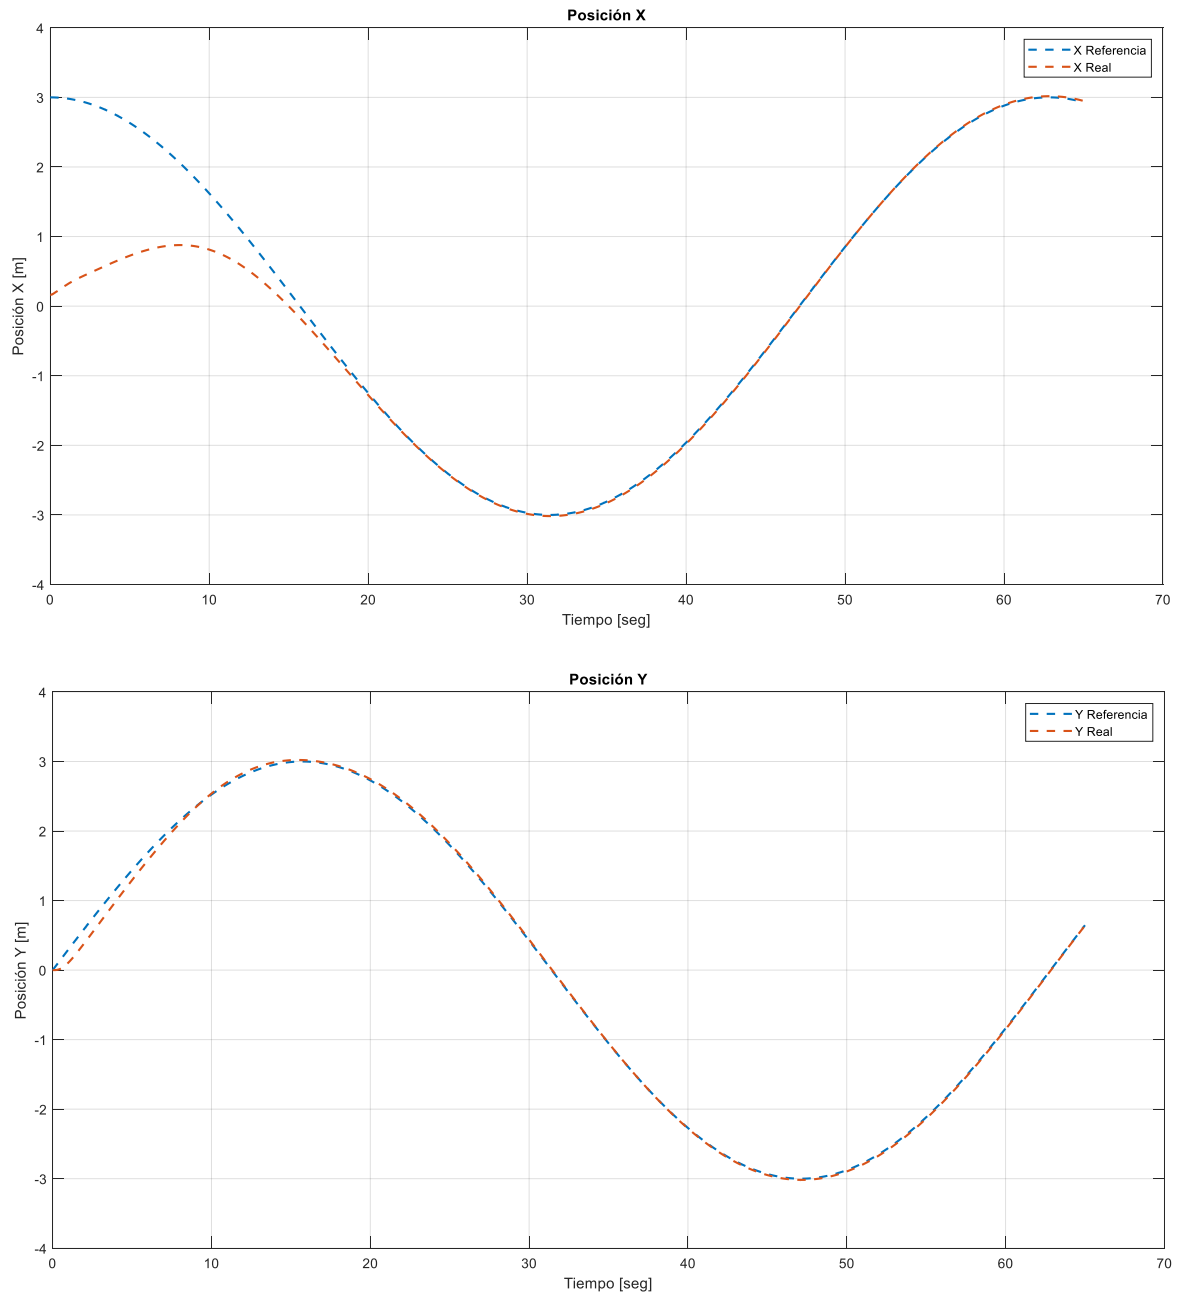 Posición X
4
3
2
1
0
-1
-2
-3
-4
Posición X [m]
X Referencia
X Real
0 10 20 30 40 50 60 70
Tiempo [seg]
Posición Y
4
3
2
1
0
-1
-2
-3
-4
Posición Y [m]
Y Referencia
Y Real
0 10 20 30 40 50 60 70
Tiempo [seg]